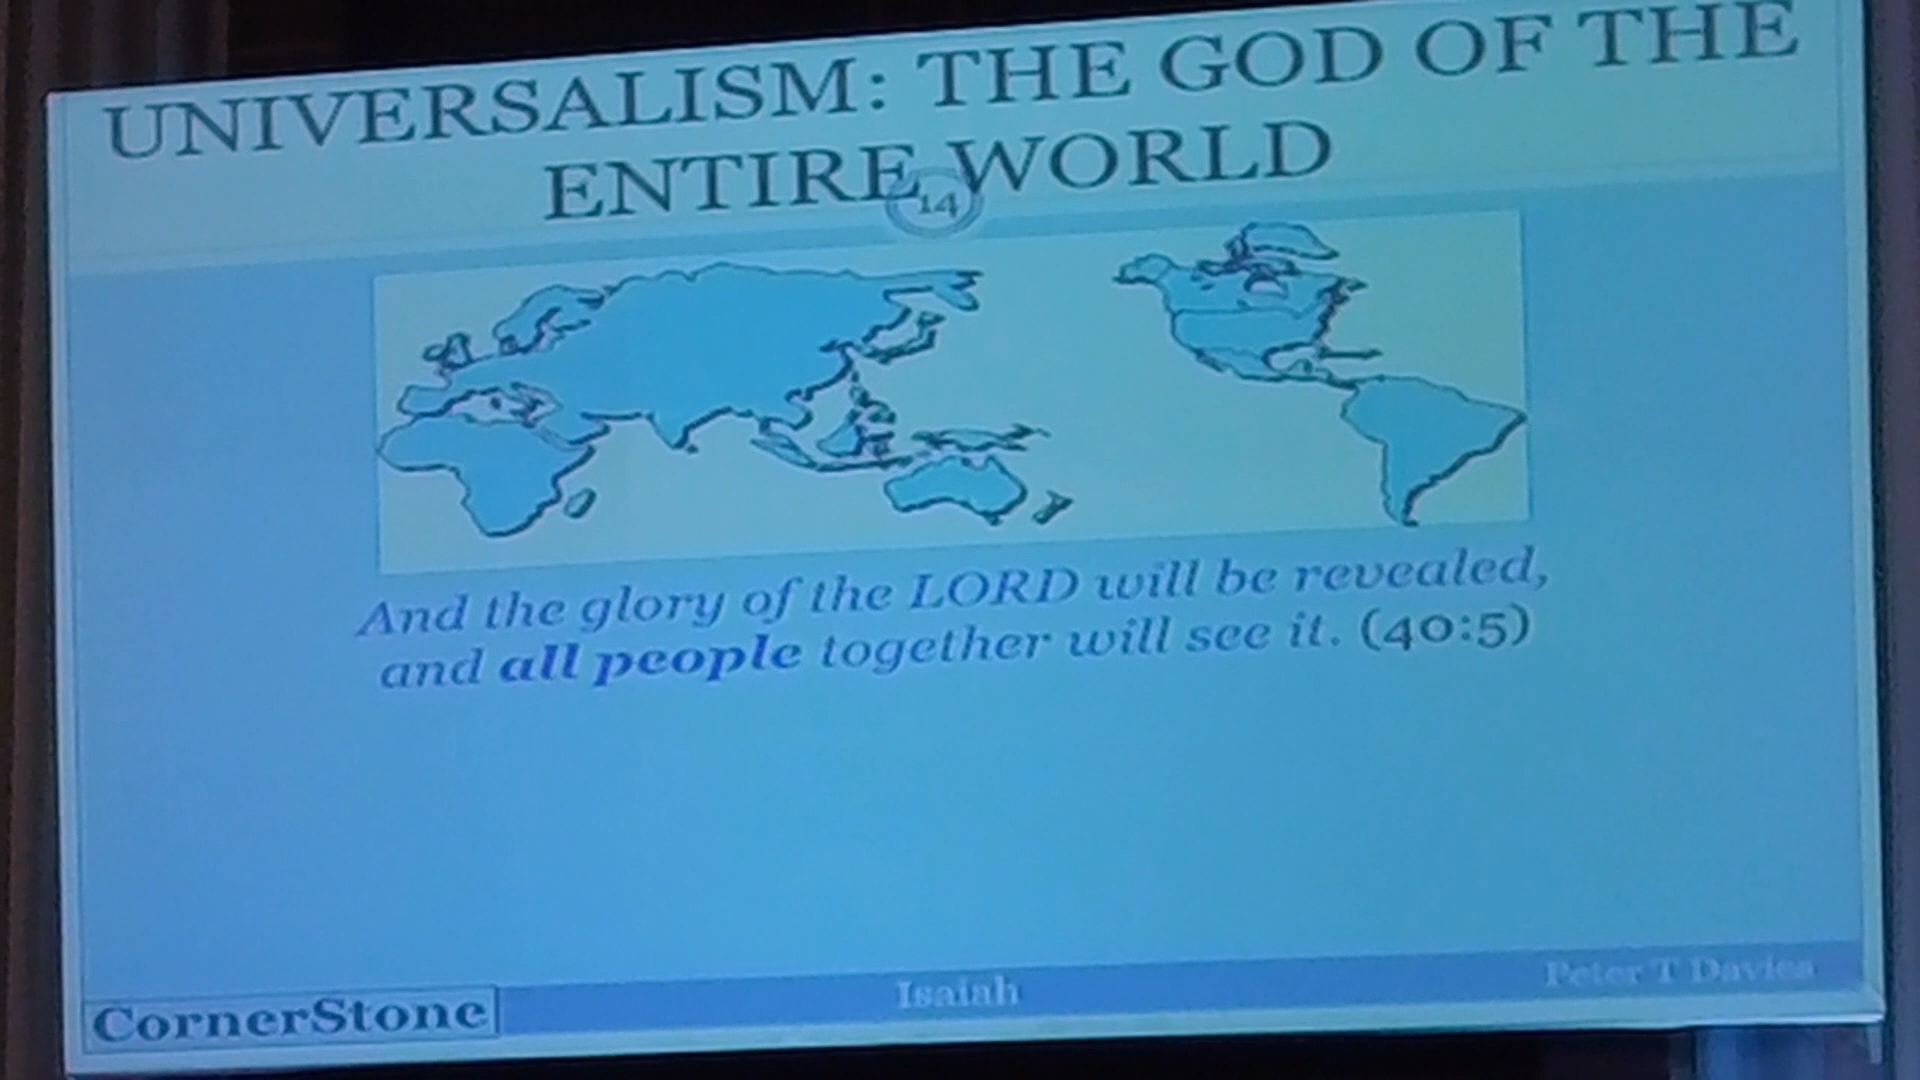 UNIVERSALISM: THE GOD OF THE
ENTIRE WORLD
14
And the glory of the LORD will be revealed,
and all people together will see it. (40:5)
CornerStone
Isaiah
Peter T Davies